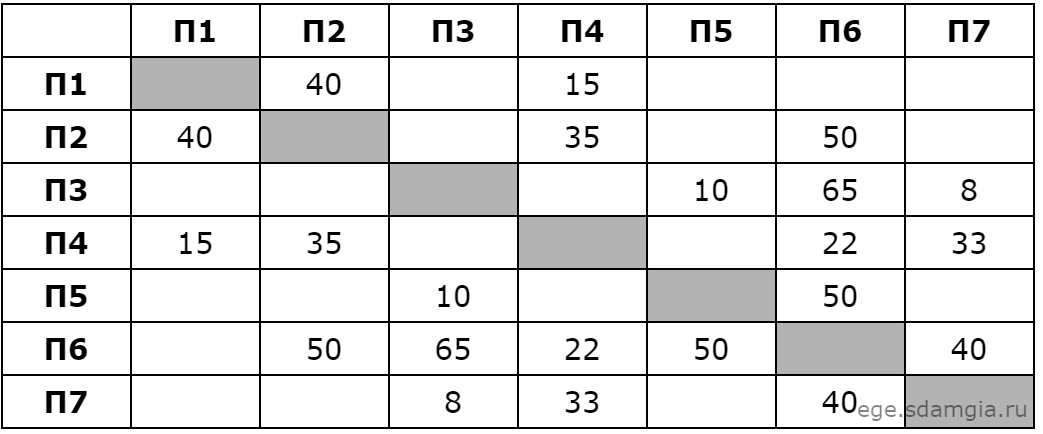 П1 П2 П3 П4 П5 П6 П7
П1 40 15
П2 40 35 50
П3 10 65 8
П4 15 35 22 33
П5 10 50
П6 50 65 22 50 40
П7 8 33 40
ege.sdamgia.ru